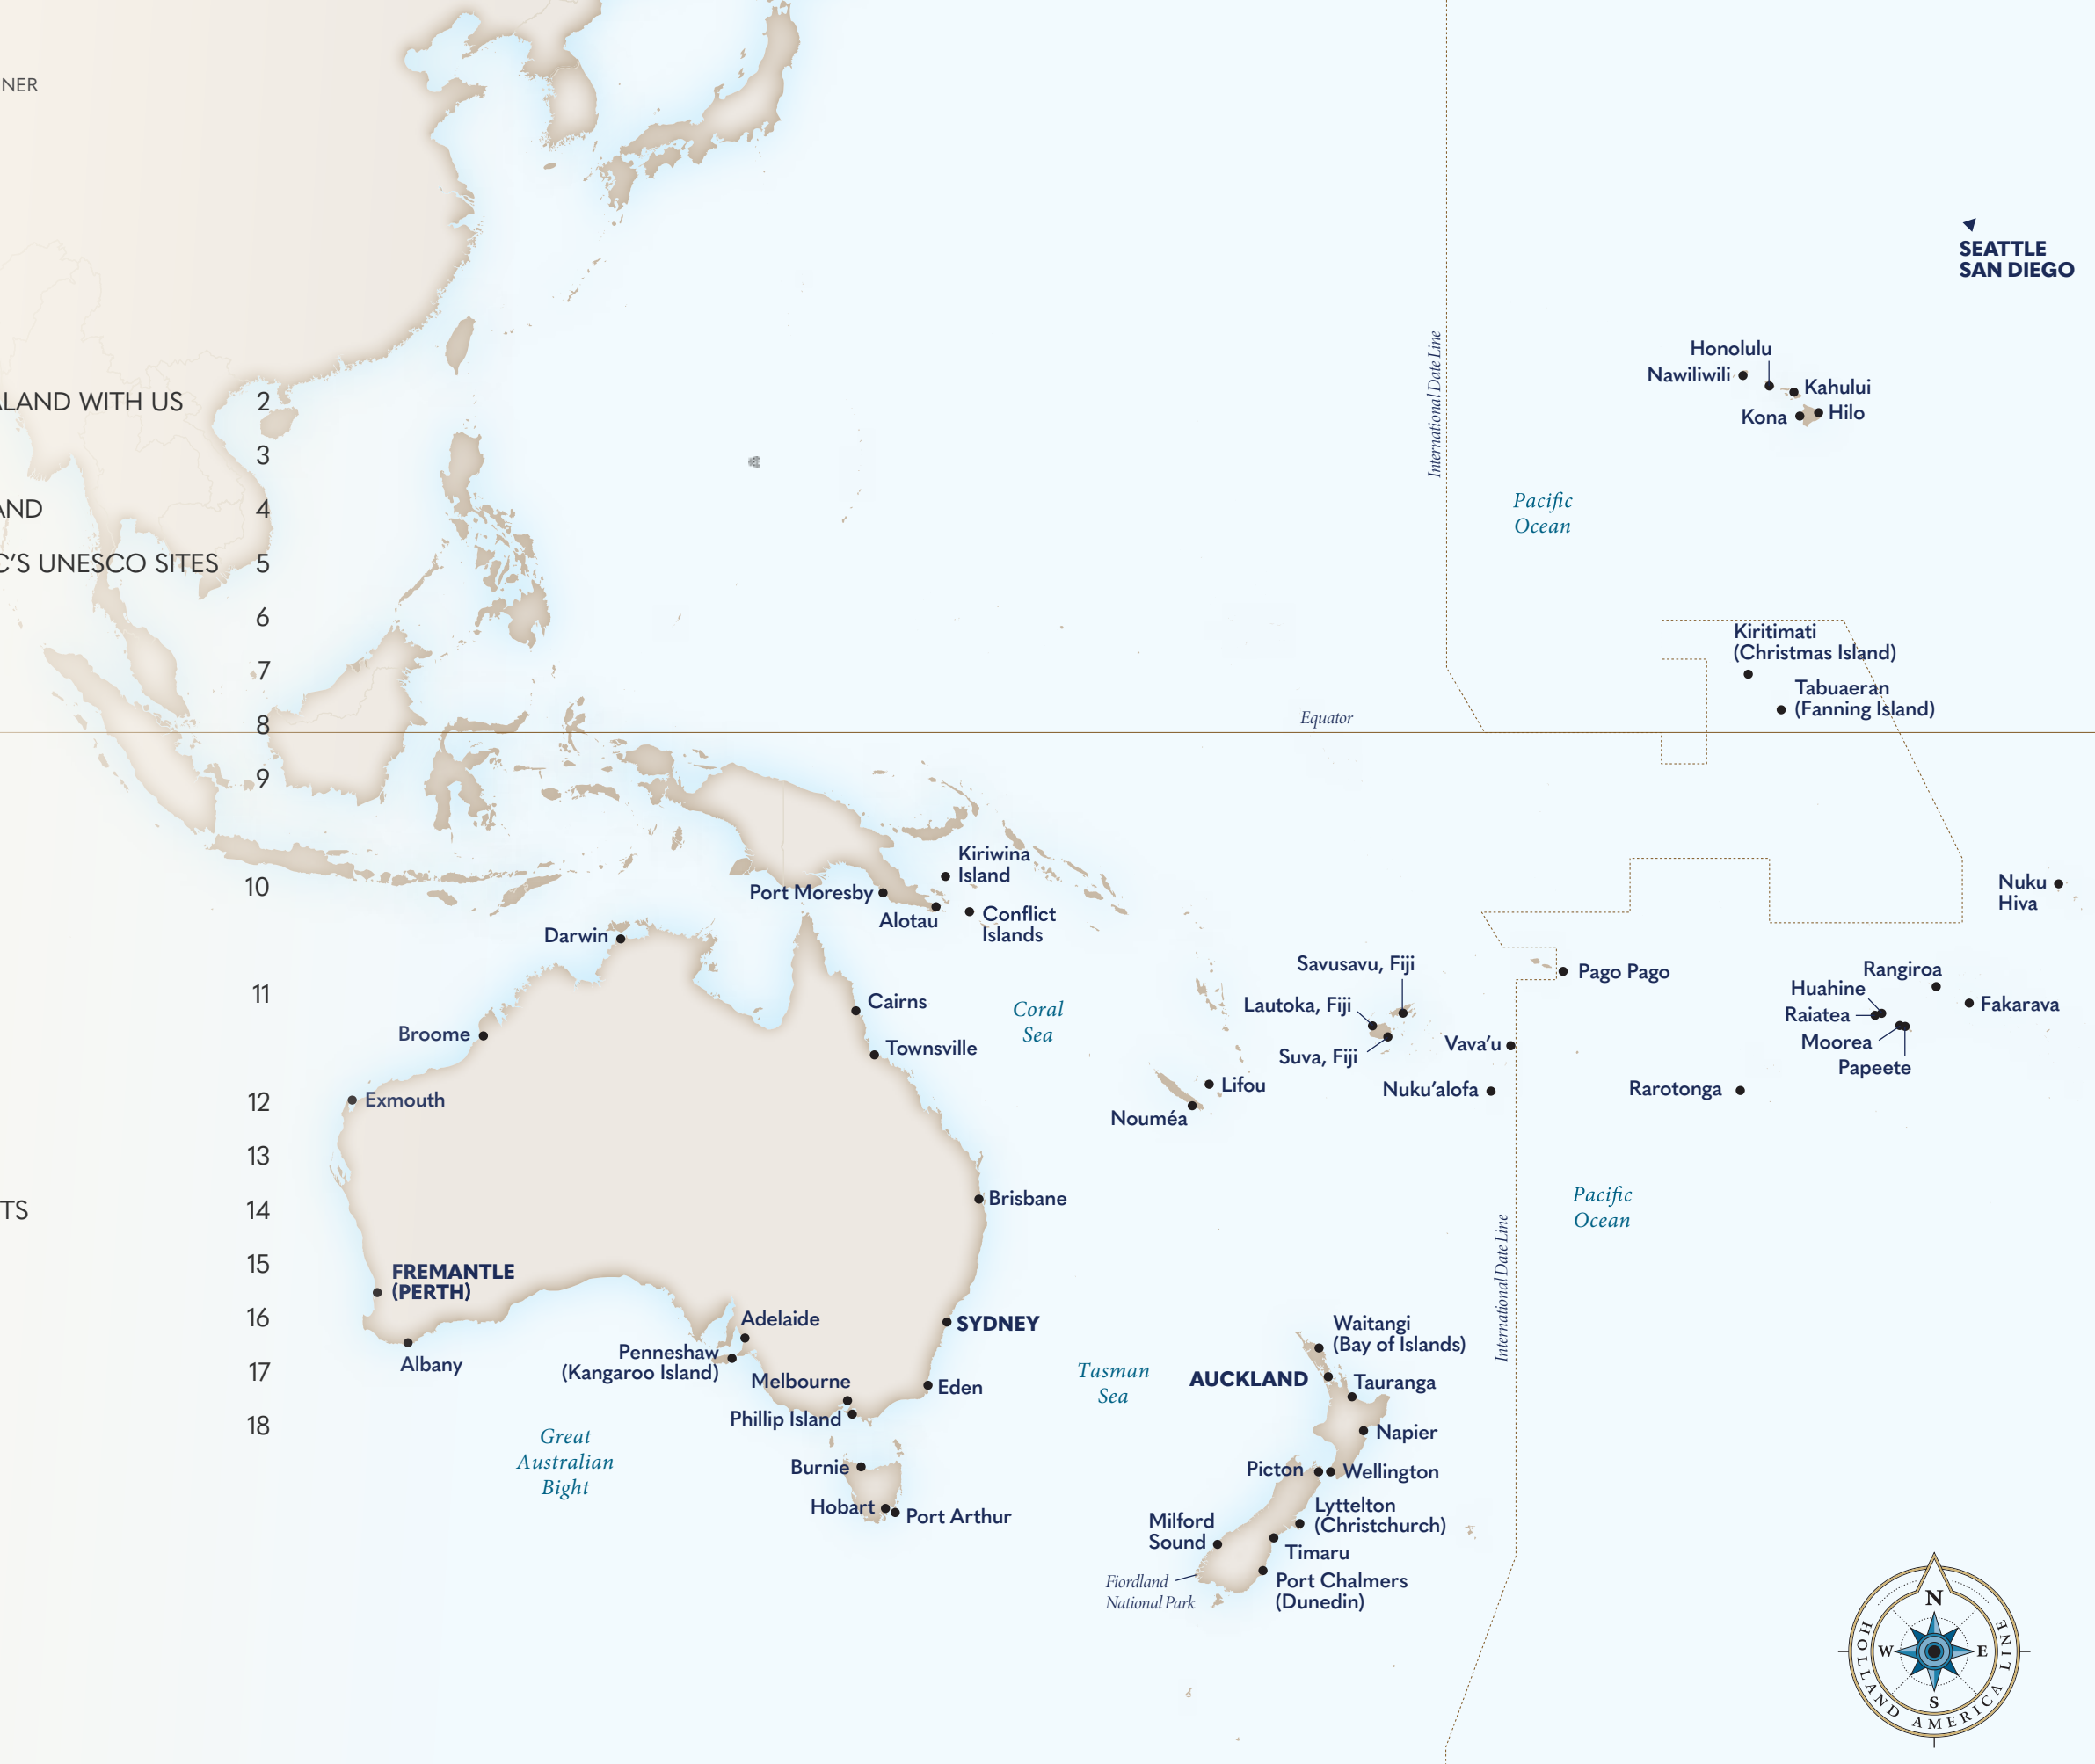 NER
ALAND WITH US 2
3
AND 4
C'S UNESCO SITES 5
6
7
8
9
10
11
12
13
TS 14
15
16
17
18
SEATTLE
SAN DIEGO
Honolulu
Nawiliwili
Kahului
Kona
Hilo
International Date Line
Pacific
Ocean
Kiritimati
(Christmas Island)
Tabuaeran
(Fanning Island)
Equator
Kiriwina
Island
Port Moresby
Alotau
Conflict
Islands
Darwin
Nuku
Hiva
Savusavu, Fiji
Pago Pago
Rangiroa
Huahine
Fakarava
Raiatea
Moorea
Papeete
Lautoka, Fiji
Suva, Fiji
Vava'u
Cairns
Coral
Sea
Broome
Townsville
Lifou
Nuku'alofa
Rarotonga
Exmouth
Nouméa
Brisbane
Pacific
Ocean
International Date Line
FREMANTLE
(PERTH)
Albany
Adelaide
SYDNEY
Penneshaw
(Kangaroo Island)
Melbourne
Eden
Phillip Island
Tasman
Sea
Waitangi
(Bay of Islands)
AUCKLAND
Tauranga
Napier
Great
Australian
Bight
Burnie
Hobart
Port Arthur
Picton
Wellington
Lyttelton
(Christchurch)
Milford
Sound
Timaru
Fiordland
National Park
Port Chalmers
(Dunedin)
N
W
E
S
HOLLAND AMERICA LINE